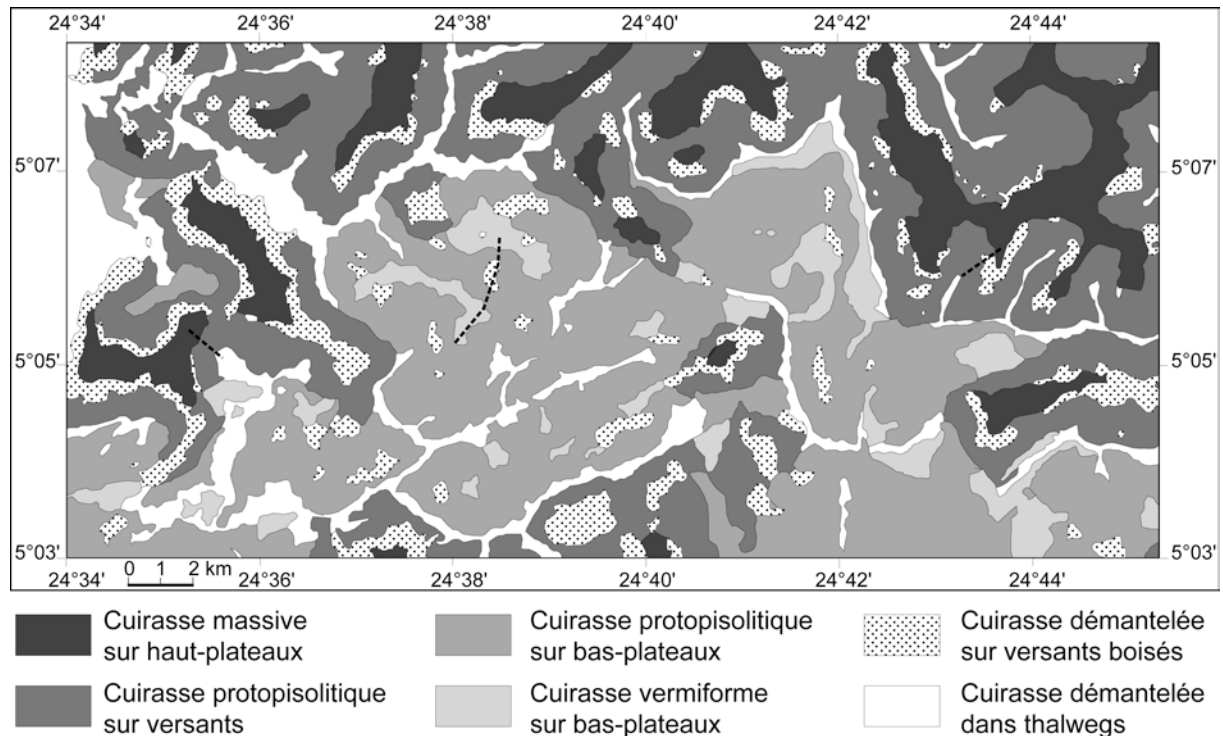 24°34' 24°36' 24°38' 24°40' 24°42' 24°44'
5°07' 5°07'
5°05' 5°05'
5°03' 5°03'
24°34' 24°36' 24°38' 24°40' 24°42' 24°44'
0 1 2 km
Cuirasse massive
sur haut-plateaux
Cuirasse protopisolitique
sur bas-plateaux
Cuirasse démantelée
sur versants boisés
Cuirasse protopisolitique
sur versants
Cuirasse vermiforme
sur bas-plateaux
Cuirasse démantelée
dans thalwegs